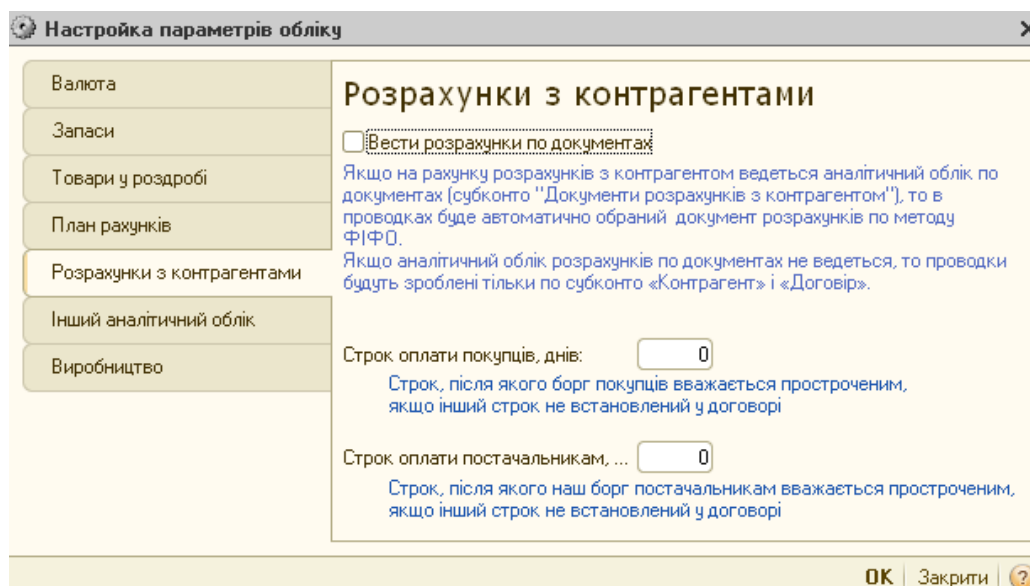 Настройка параметрів обліку
Валюта
Запаси
Товари у роздробі
План рахунків
Розрахунки з контрагентами
Інший аналітичний облік
Виробництво
Розрахунки з контрагентами
Вести розрахунки по документах
Якщо на рахунку розрахунків з контрагентом ведеться аналітичний облік по
документах (субконто "Документи розрахунків з контрагентом"), то в
проводках буде автоматично обраний документ розрахунків по методу
ФІФО.
Якщо аналітичний облік розрахунків по документах не ведеться, то проводки
будуть зроблені тільки по субконто «Контрагент» і «Договір».
Строк оплати покупців, днів: 0
Строк, після якого борг покупців вважається простроченим,
якщо інший строк не встановлений у договорі
Строк оплати постачальникам, ... 0
Строк, після якого наш борг постачальникам вважається простроченим,
якщо інший строк не встановлений у договорі
OK Закрити ?